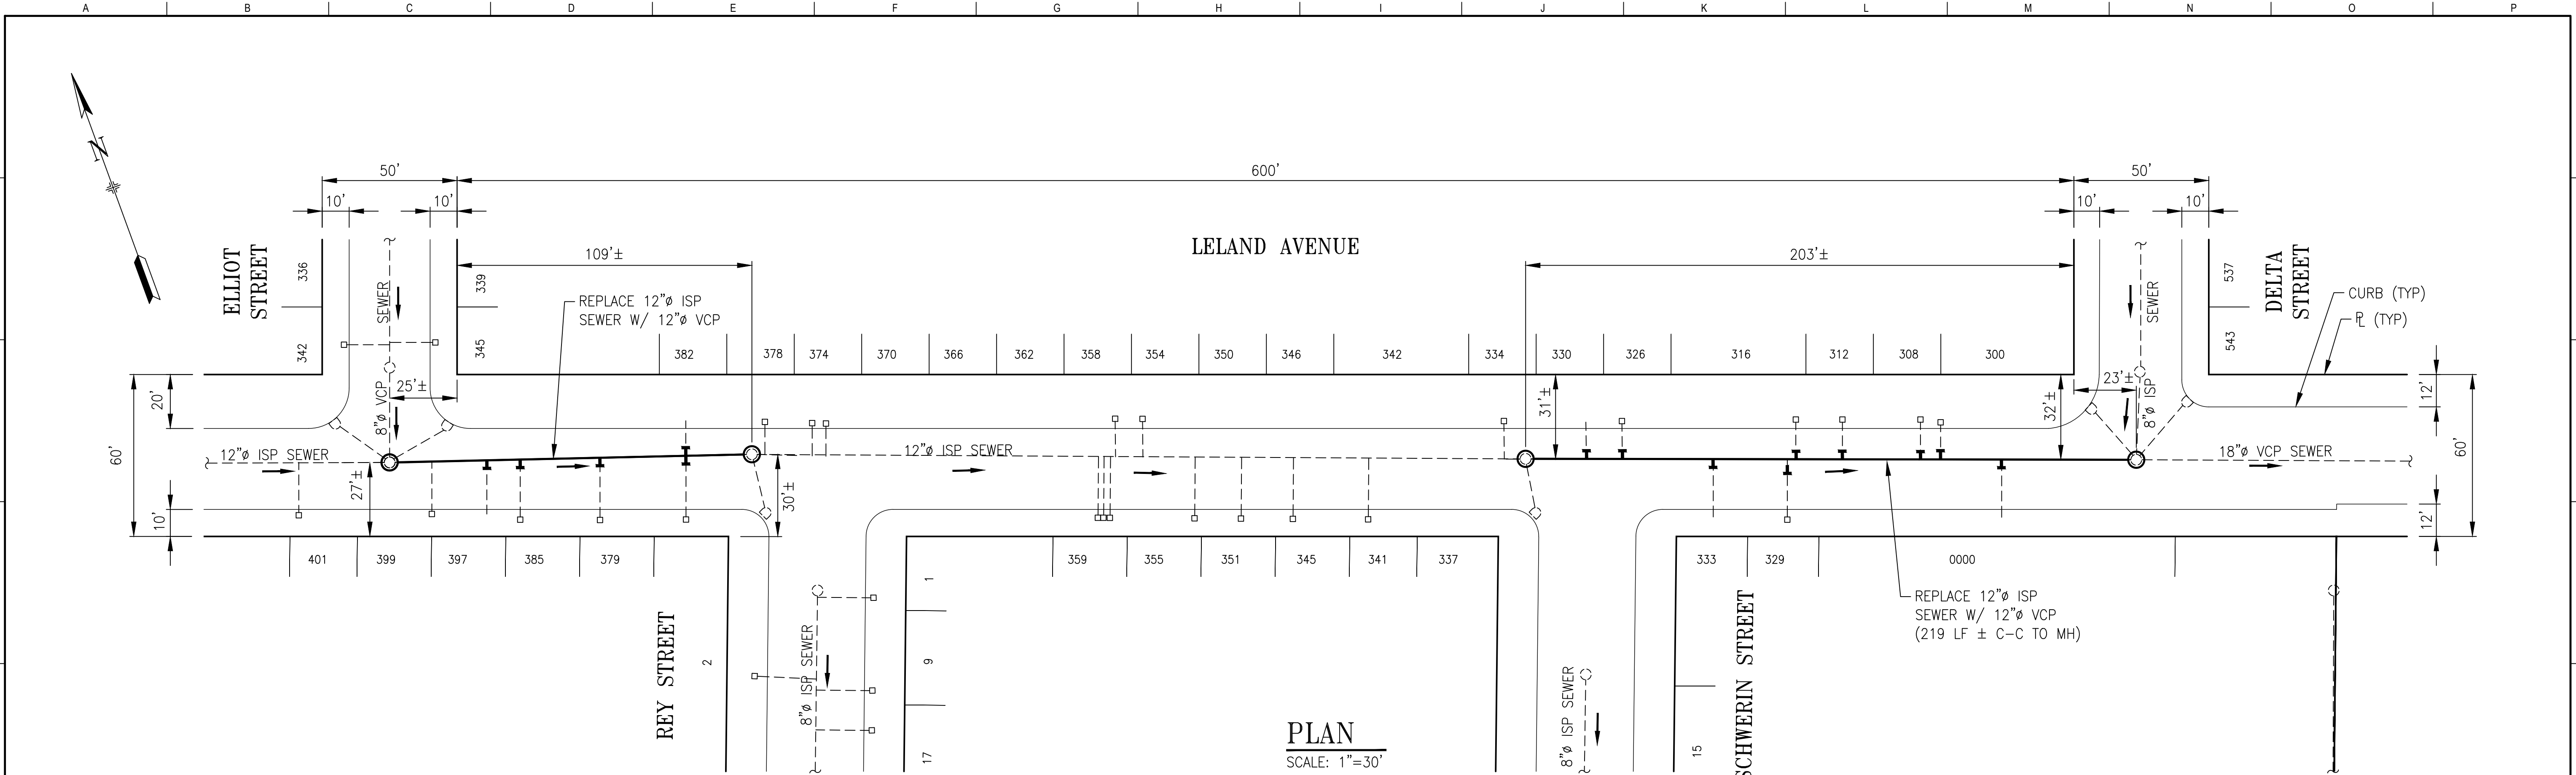 A B C D E F G H I J K L M N O P
N
50'
10' 10'
600'
50'
10' 10'
ELLIOT
STREET
336
342
SEWER
339
345
109'±
REPLACE 12"ø ISP
SEWER W/ 12"ø VCP
LELAND AVENUE
203'±
SEWER
537
543
DELTA
STREET
CURB (TYP)
PL (TYP)
382 378 374 370 366 362 358 354 350 346 342 334 330 326 316 312 308 300
60'
20'
10'
8"ø VCP
25'±
31'±
32'±
23'±
8"ø ISP
12'
60'
12'
12"ø ISP SEWER
27'±
30'±
12"ø ISP SEWER
18"ø VCP SEWER
401 399 397 385 379
359 355 351 345 341 337
333 329 0000
REPLACE 12"ø ISP
SEWER W/ 12"ø VCP
(219 LF ± C-C TO MH)
REY STREET
2
8"ø ISP SEWER
1
9
17
8"ø ISP SEWER
15
SCHWERIN STREET
PLAN
SCALE: 1"=30'